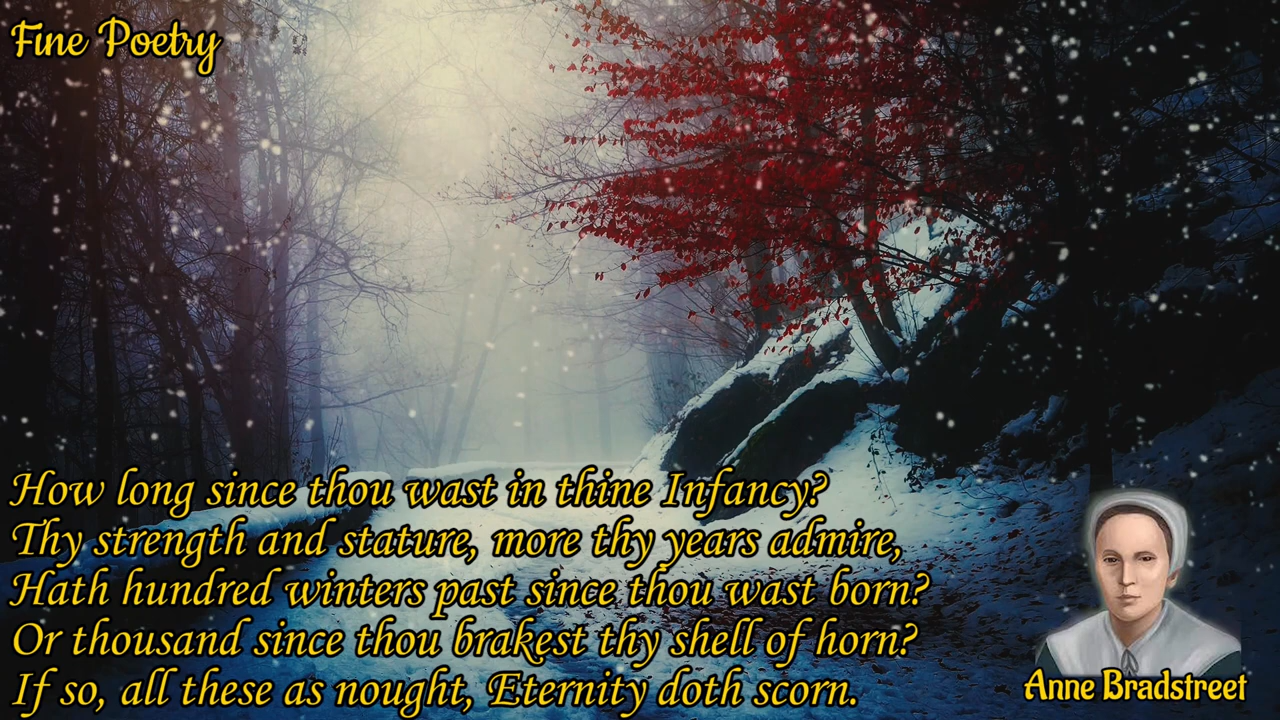 Fine Poetry
How long since thou wast in thine Infancy?
Thy strength and stature, more thy years admire,
Hath hundred winters past since thou wast born?
Or thousand since thou brakest thy shell of horn?
If so, all these as nought, Eternity doth scorn.
Anne Bradstreet